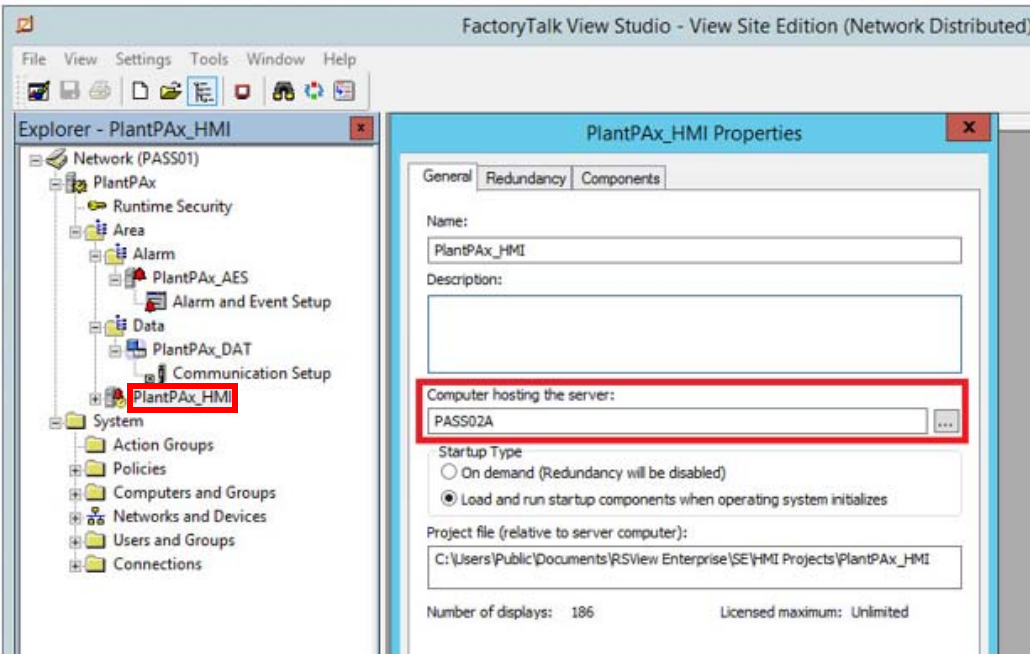 FactoryTalk View Studio - View Site Edition (Network Distributed)
File View Settings Tools Window Help
Explorer - PlantPAx_HMI
x
Network (PASS01)
PlantPAx
Runtime Security
Area
Alarm
PlantPAx_AES
Alarm and Event Setup
Data
PlantPAx_DAT
Communication Setup
PlantPAx_HMI
System
Action Groups
Policies
Computers and Groups
Networks and Devices
Users and Groups
Connections
PlantPAx_HMI Properties
x
General Redundancy Components
Name:
PlantPAx_HMI
Description:
Computer hosting the server:
PASS02A
...
Startup Type
On demand (Redundancy will be disabled)
Load and run startup components when operating system initializes
Project file (relative to server computer):
C:\Users\Public\Documents\RSView Enterprise\SE\HMI Projects\PlantPAx_HMI
Number of displays: 186 Licensed maximum: Unlimited